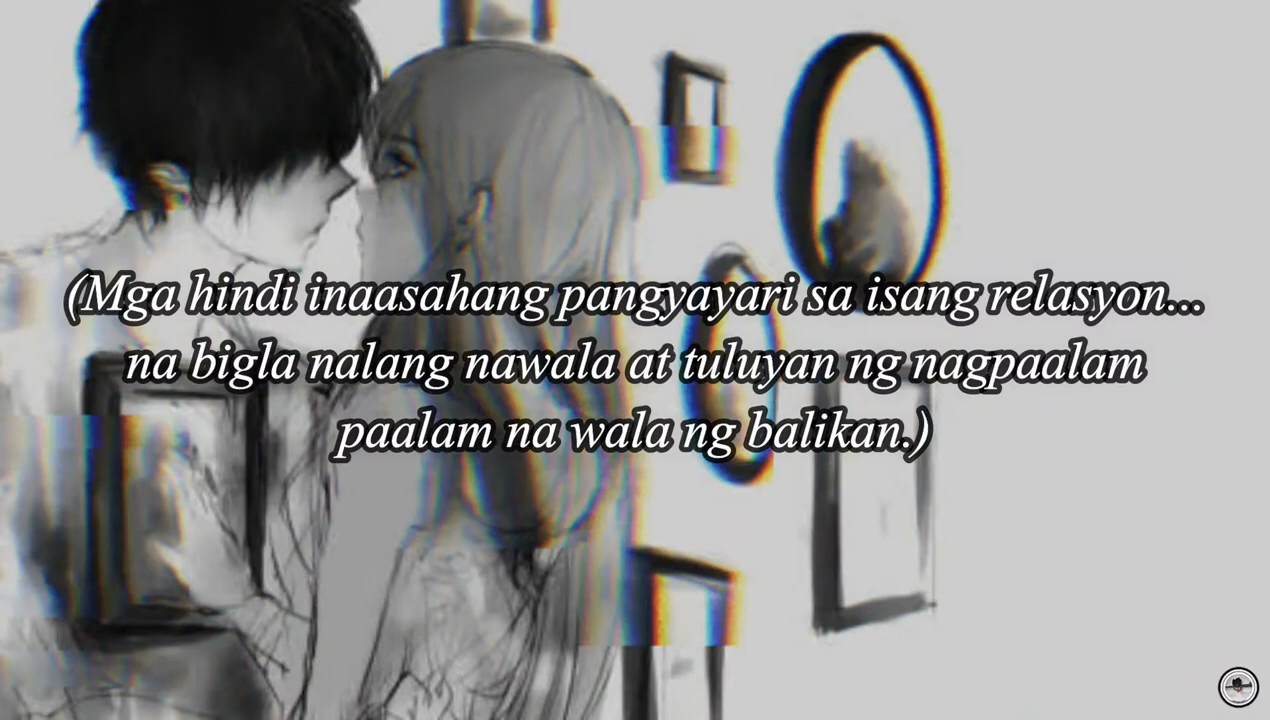 (Mga hindi inaasahang pangyayari sa isang relasyon...
na bigla nalang nawala at tuluyan ng nagpaalam
paalam na wala ng balikan.)